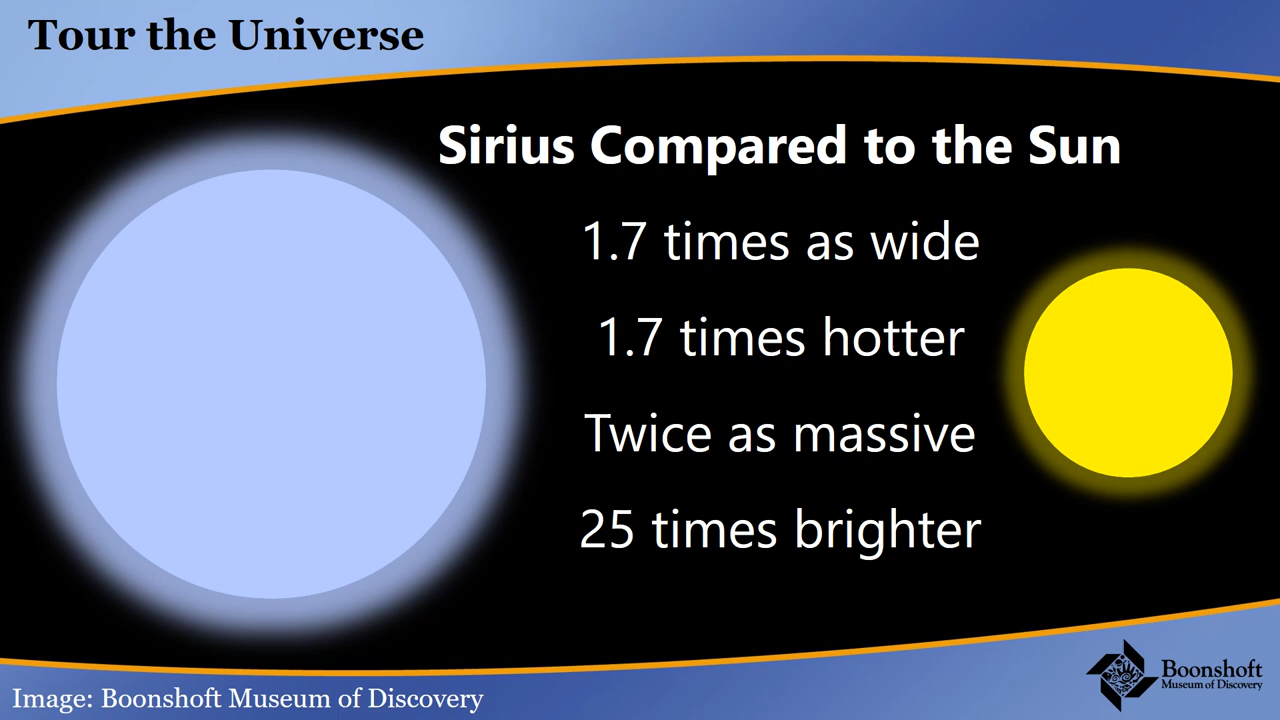 Tour the Universe
Sirius Compared to the Sun
1.7 times as wide
1.7 times hotter
Twice as massive
25 times brighter
Image: Boonshoft Museum of Discovery
Boonshoft
Museum of Discovery